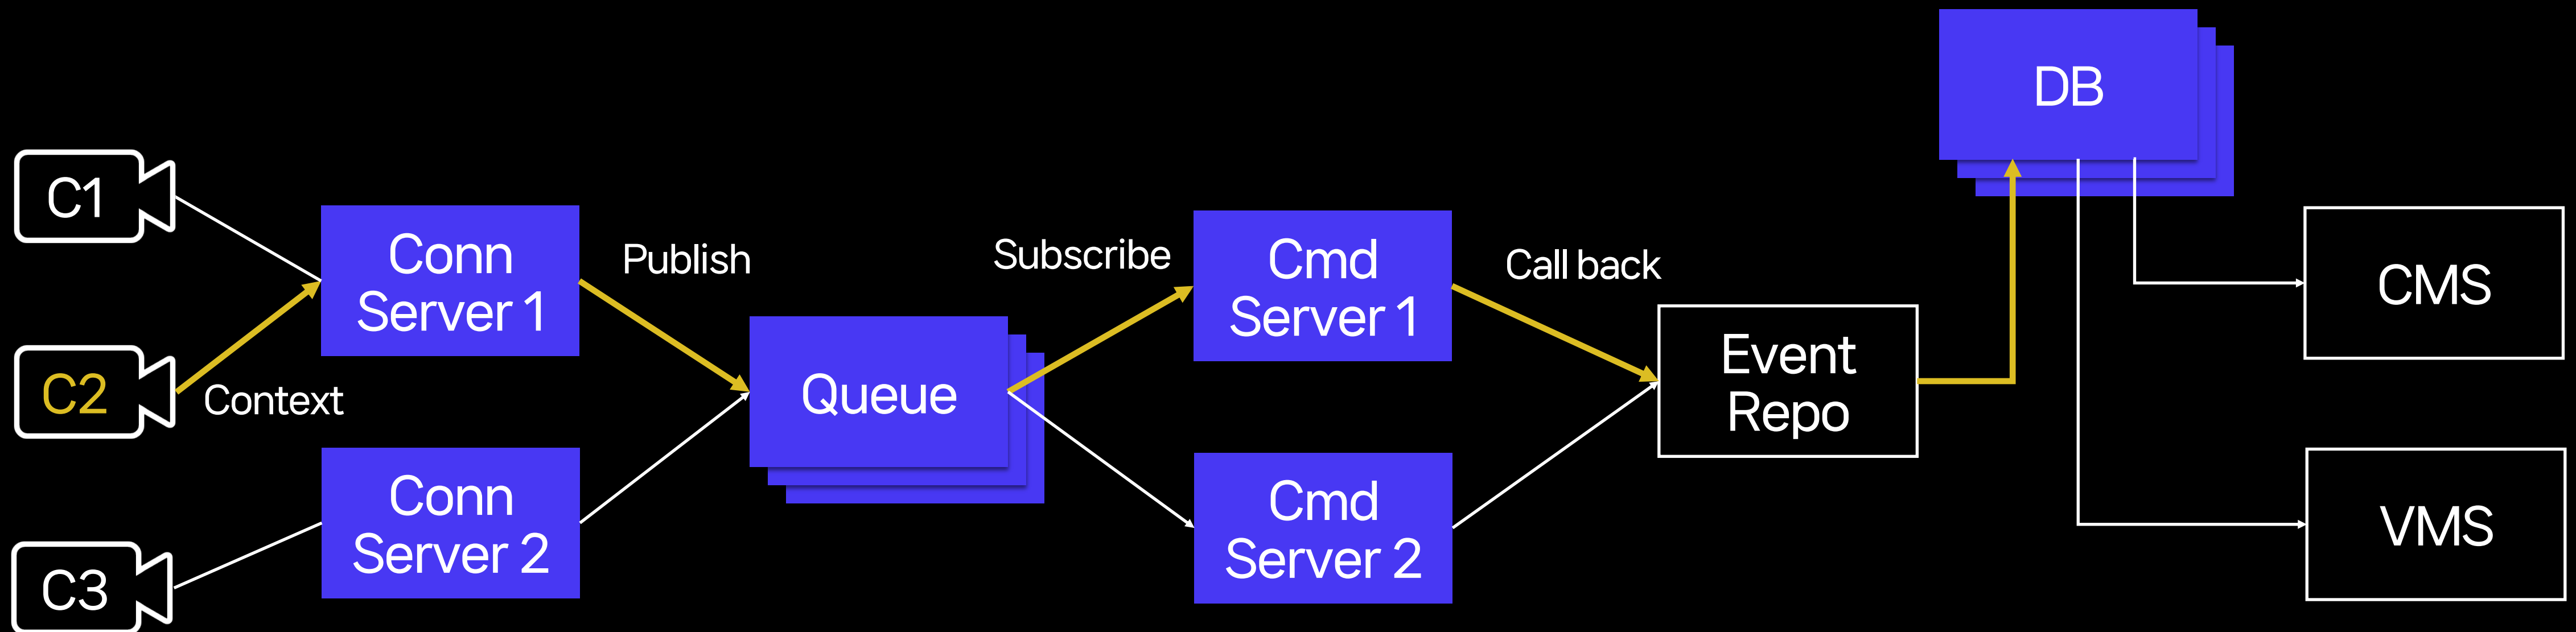 C1
C2
C3
Context
Conn
Server 1
Conn
Server 2
Publish
Queue
Subscribe
Cmd
Server 1
Cmd
Server 2
Call back
Event
Repo
DB
CMS
VMS